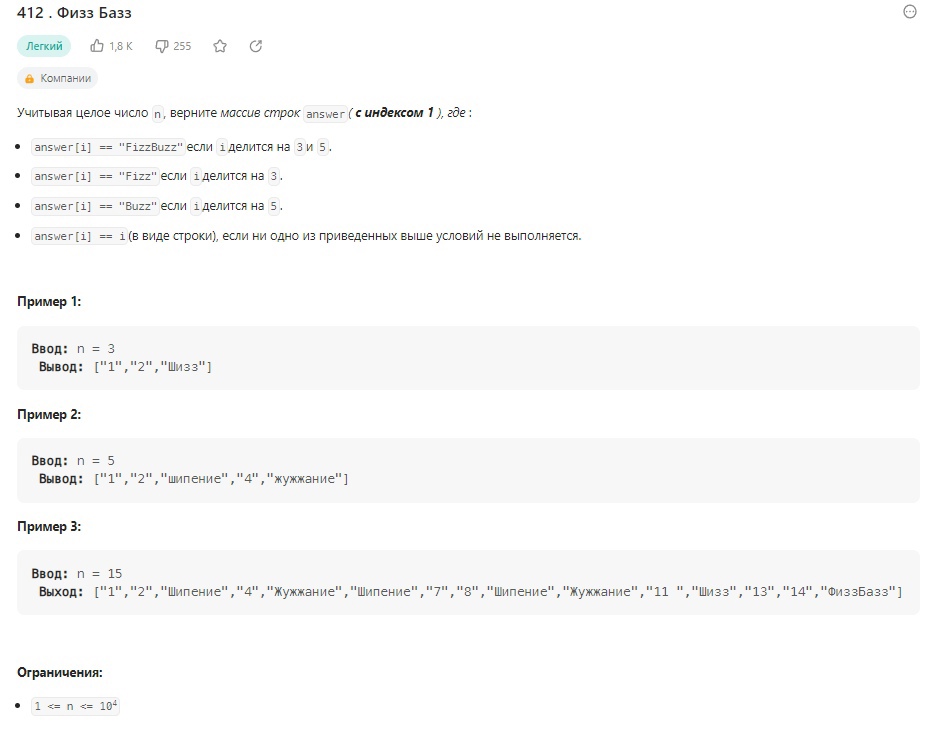 412 . Физз Базз
Легкий 1,8 K 255
Компании
Учитывая целое число n, верните массив строк answer ( с индексом 1 ), где :
answer[i] == "FizzBuzz" если i делится на 3 и 5.
answer[i] == "Fizz" если i делится на 3.
answer[i] == "Buzz" если i делится на 5.
answer[i] == i (в виде строки), если ни одно из приведенных выше условий не выполняется.
Пример 1:
Ввод: n = 3
Вывод: ["1","2","Шизз"]
Пример 2:
Ввод: n = 5
Вывод: ["1","2","шипение","4","жужжание"]
Пример 3:
Ввод: n = 15
Выход: ["1","2","Шипение","4","Жужжание","Шипение","7","8","Шипение","Жужжание","11 ","Шизз","13","14","ФиззБазз"]
Ограничения:
1 <= n <= 10⁴